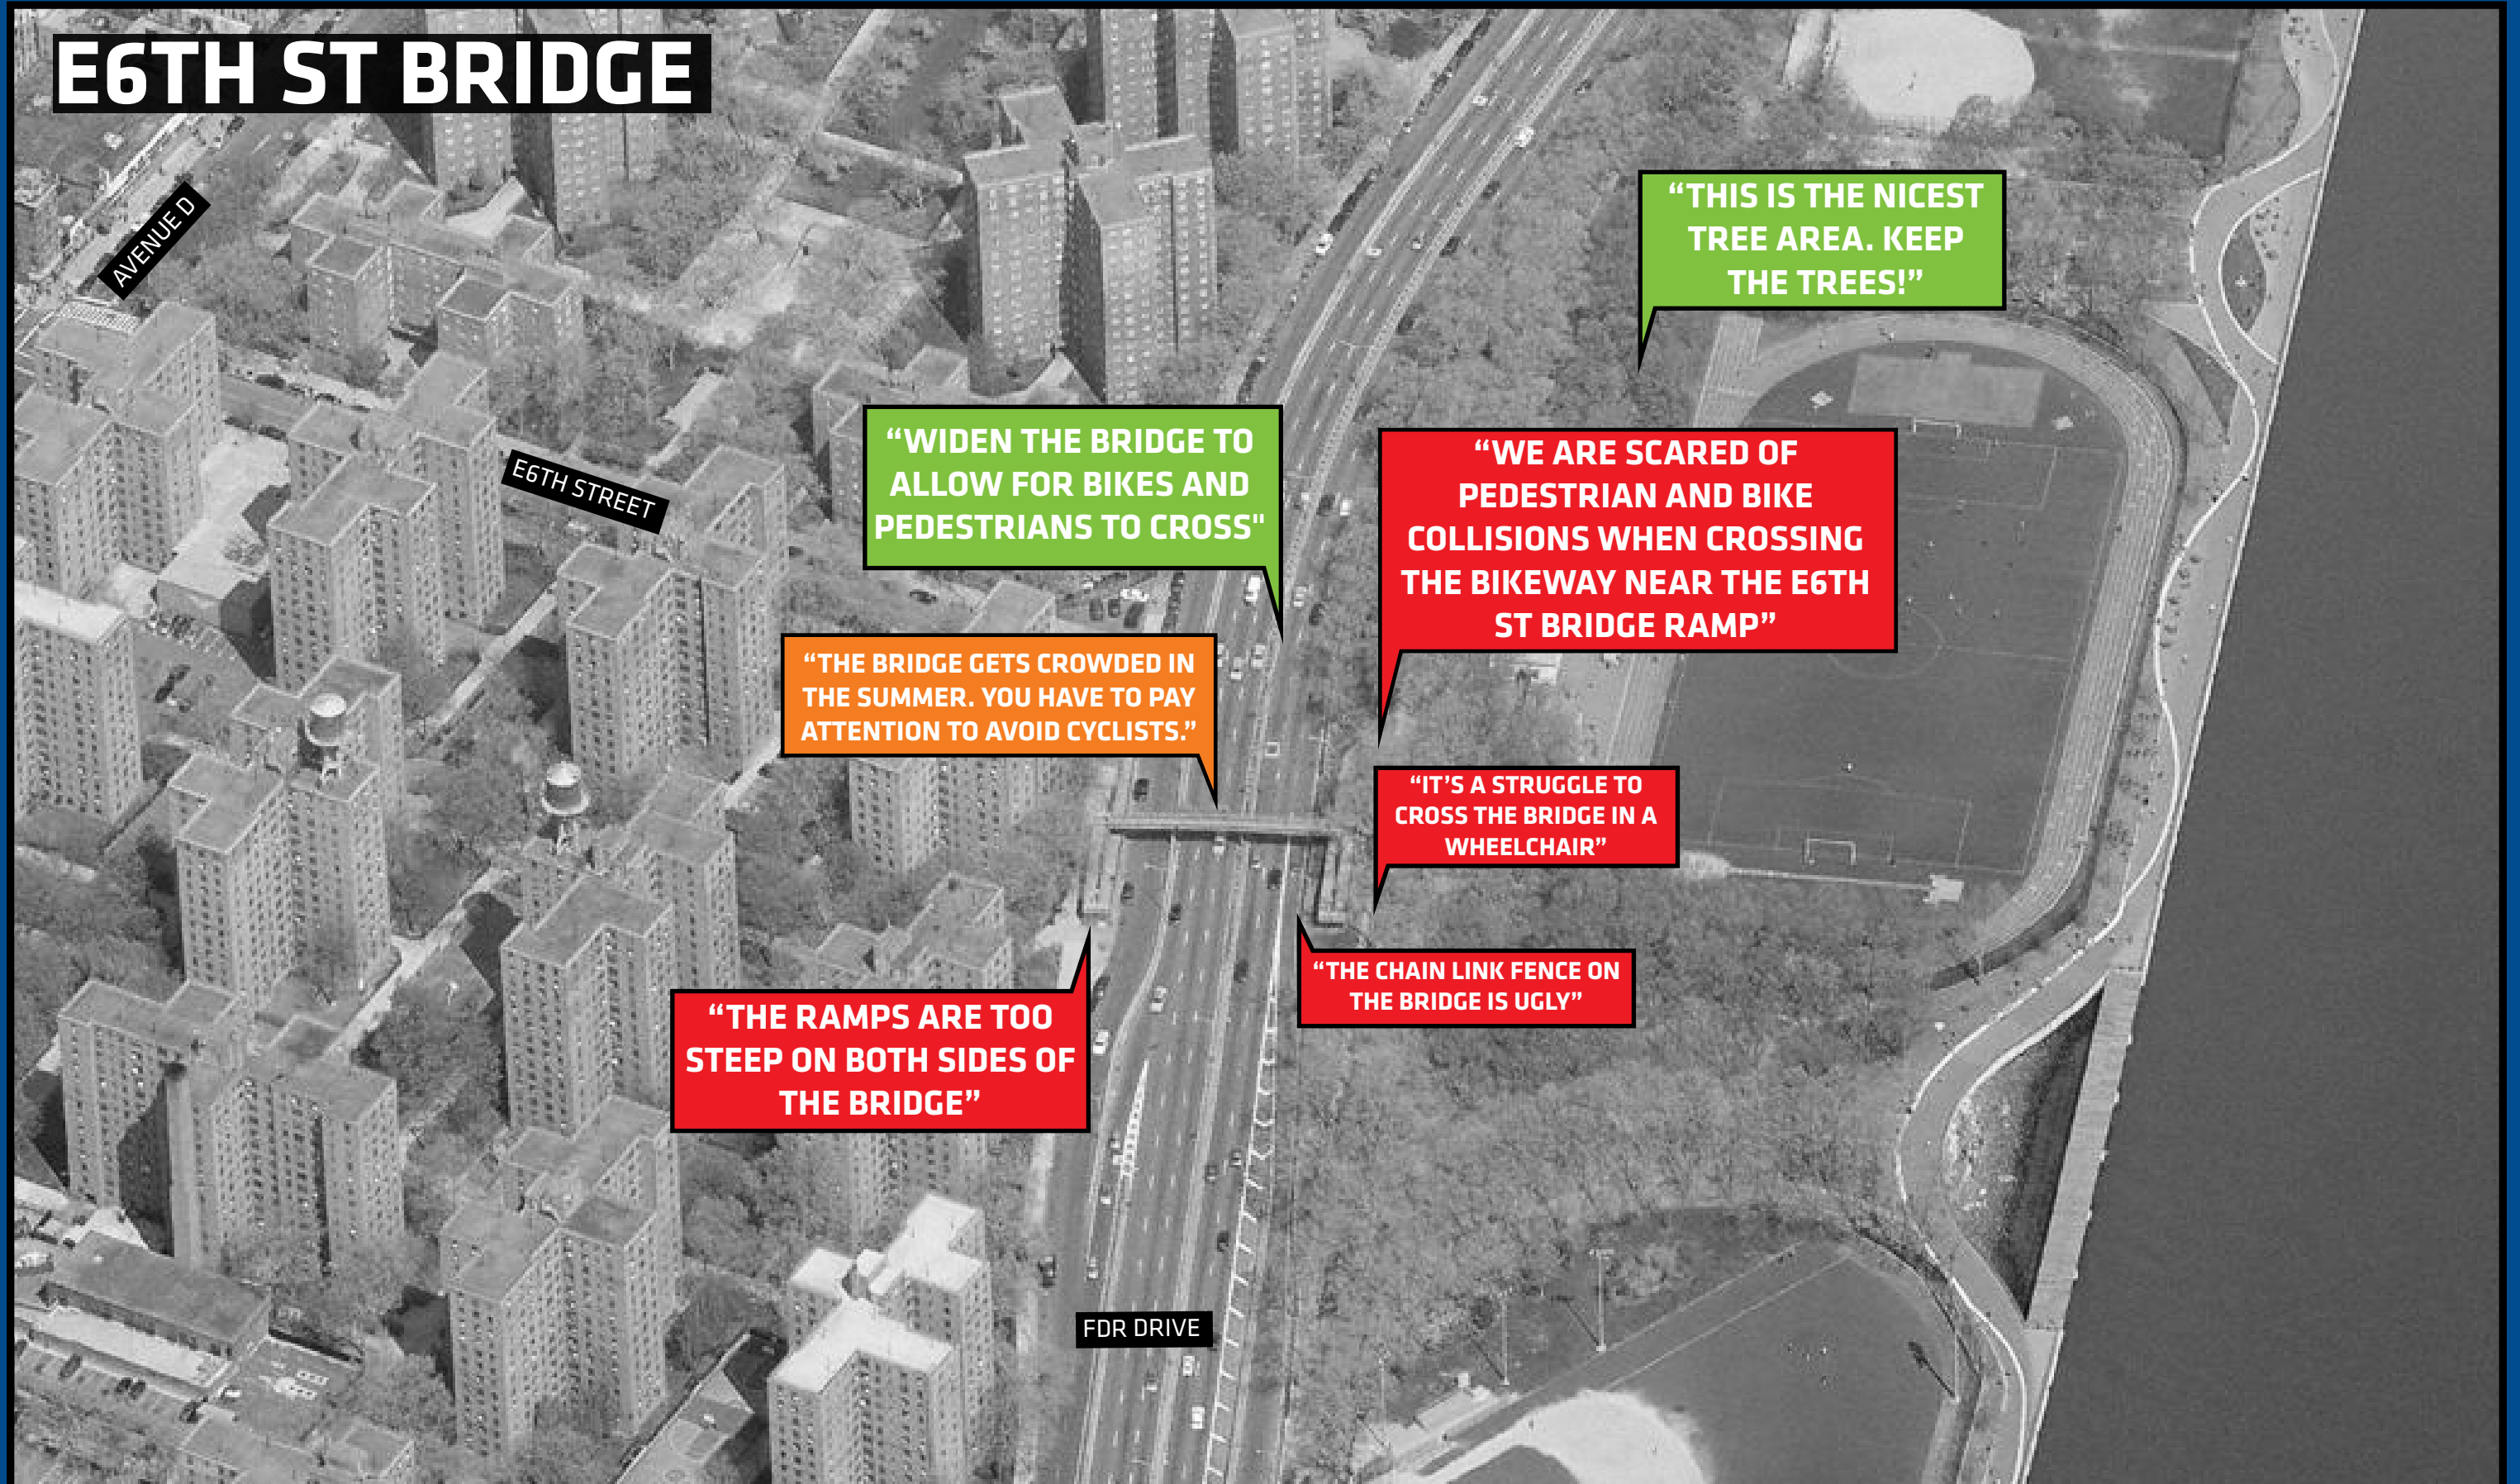 E6TH ST BRIDGE
AVENUE D
E6TH STREET
“THIS IS THE NICEST
TREE AREA. KEEP
THE TREES!”
“WIDEN THE BRIDGE TO
ALLOW FOR BIKES AND
PEDESTRIANS TO CROSS"
“WE ARE SCARED OF
PEDESTRIAN AND BIKE
COLLISIONS WHEN CROSSING
THE BIKEWAY NEAR THE E6TH
ST BRIDGE RAMP”
“THE BRIDGE GETS CROWDED IN
THE SUMMER. YOU HAVE TO PAY
ATTENTION TO AVOID CYCLISTS.”
“IT’S A STRUGGLE TO
CROSS THE BRIDGE IN A
WHEELCHAIR”
“THE CHAIN LINK FENCE ON
THE BRIDGE IS UGLY”
“THE RAMPS ARE TOO
STEEP ON BOTH SIDES OF
THE BRIDGE”
FDR DRIVE